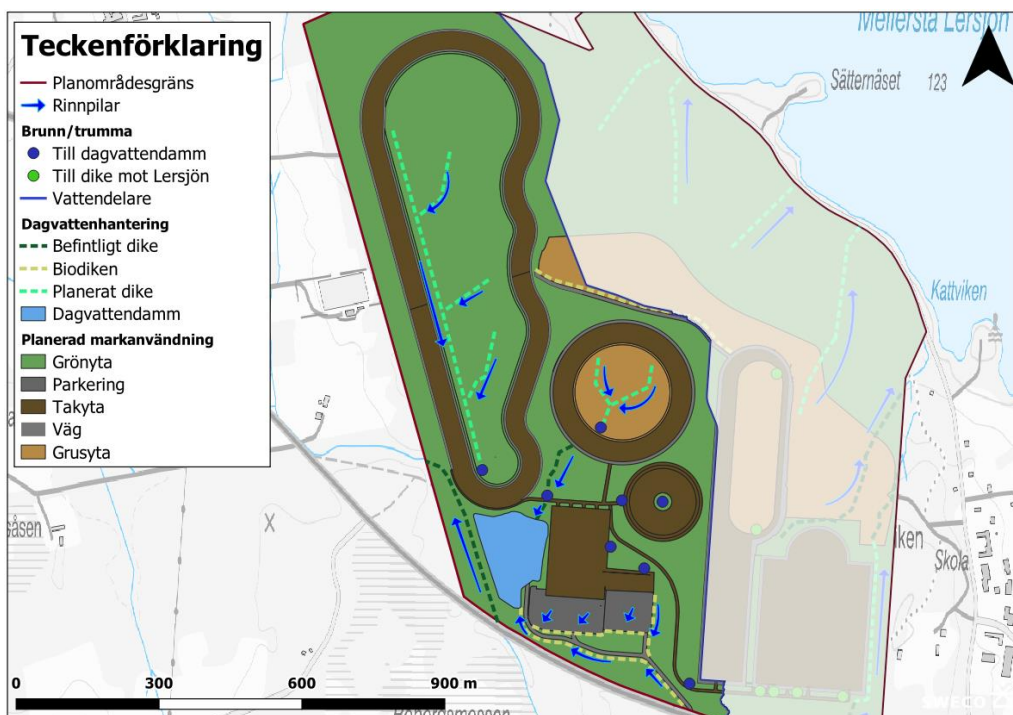 Teckenförklaring
Planområdesgräns
Rinnpilar
Brunn/trumma
Till dagvattendamm
Till dike mot Lersjön
Vattendelare
Dagvattenhantering
Befintligt dike
Biodiken
Planerat dike
Dagvattendamm
Planerad markanvändning
Grönyta
Parkering
Takyta
Väg
Grusyta
Mellersta Lersjön
Sätternäset 123
Kattviken
Skola
0 300 600 900 m
SWECO